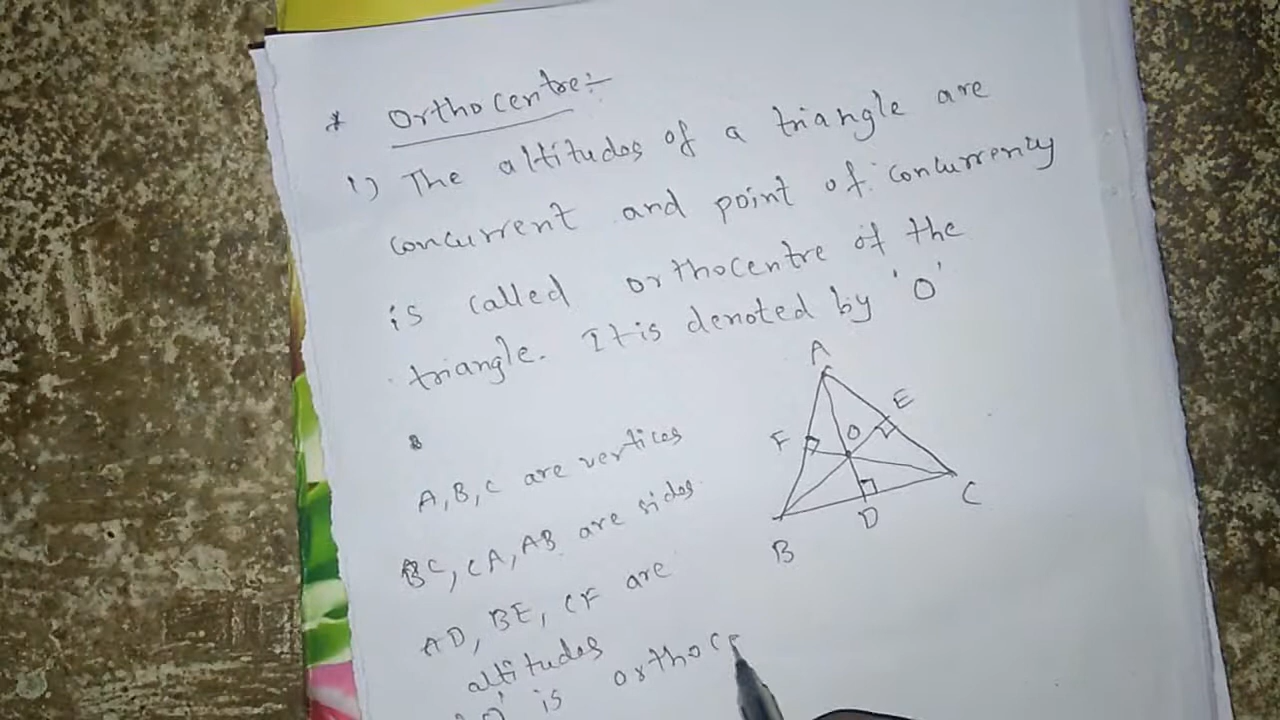 * Orthocentre:-
1) The altitudes of a triangle are
concurrent and point of concurrency
is called orthocentre of the
triangle. It is denoted by 'O'
A
E
F
O
A, B, C are vertices
C
D
BC, CA, AB are sides
B
AD, BE, CF are
altitudes
'O' is orthoce